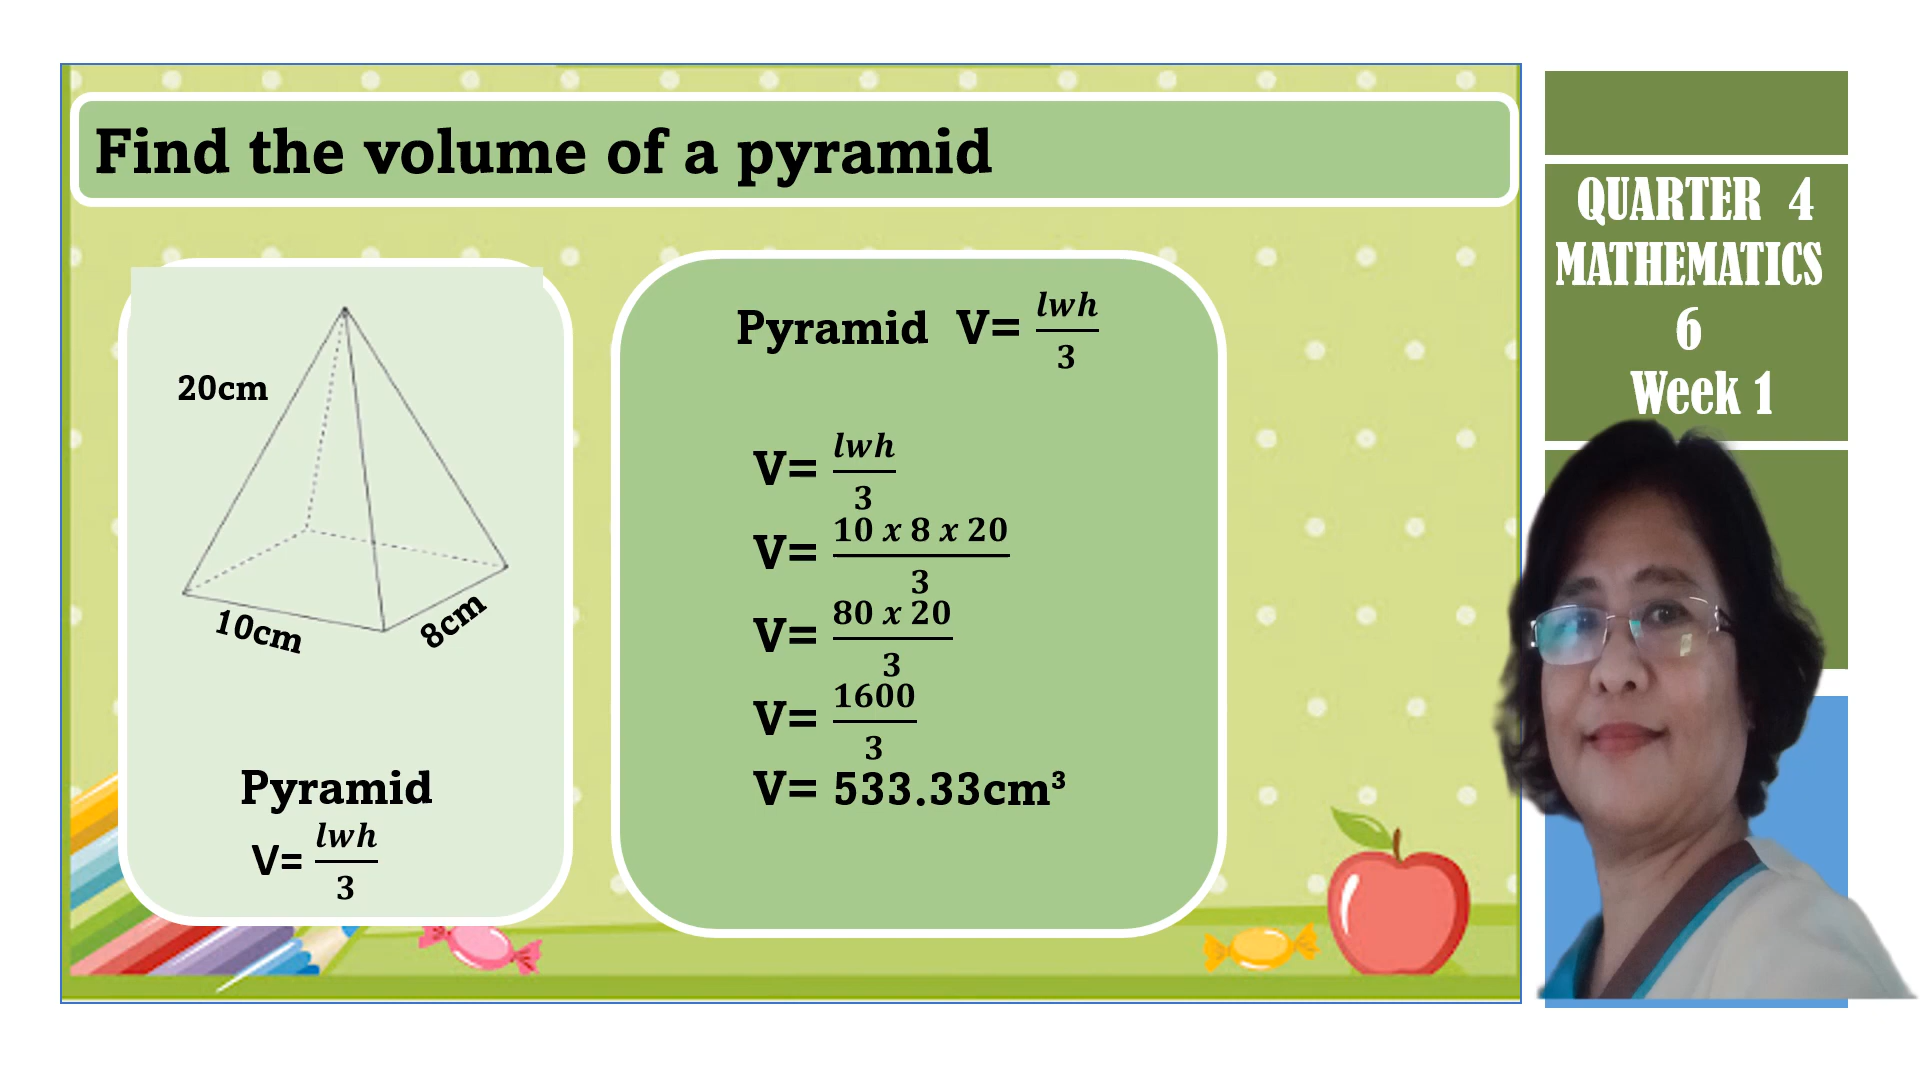 Find the volume of a pyramid
20cm
10cm
8cm
Pyramid
V= lwh/3
Pyramid V= lwh/3
V= lwh/3
V= 10 x 8 x 20/3
V= 80 x 20/3
V= 1600/3
V= 533.33cm³
QUARTER 4
MATHEMATICS
6
Week 1